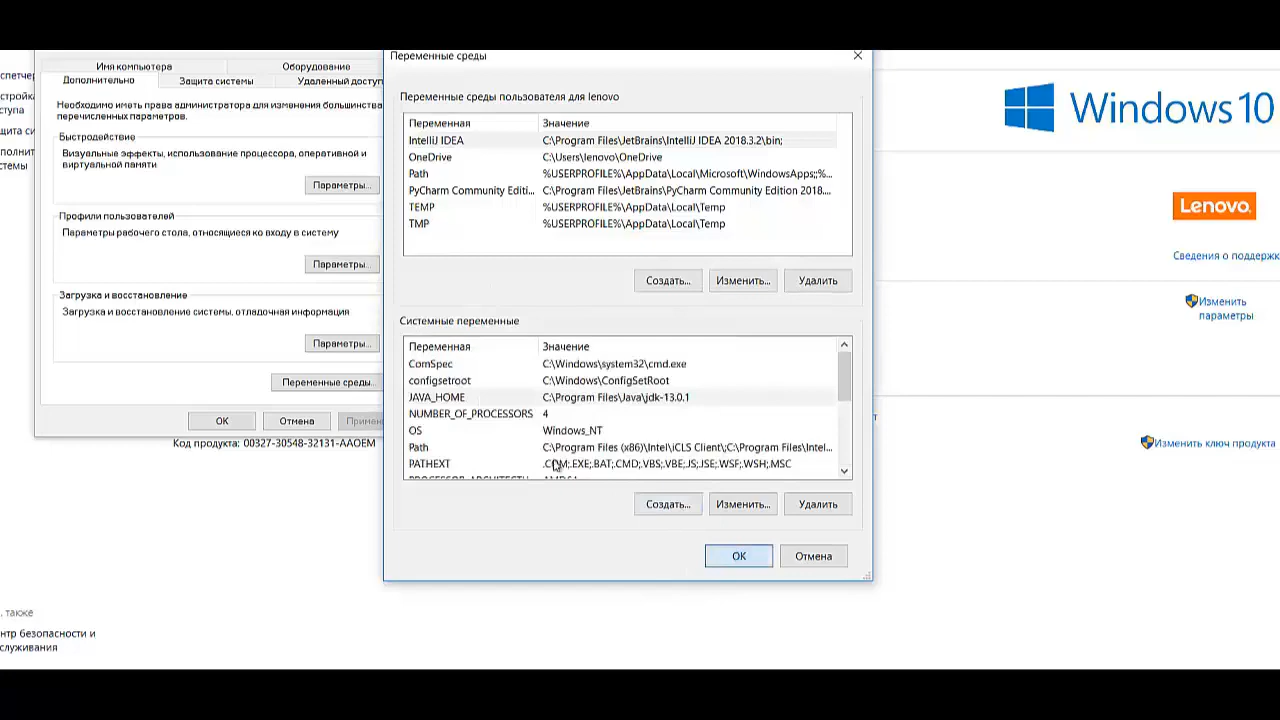 Переменные среды
Имя компьютера
Оборудование
Дополнительно
Защита системы
Удаленный доступ
Необходимо иметь права администратора для изменения большинства
перечисленных параметров.
Быстродействие
Визуальные эффекты, использование процессора, оперативной и
виртуальной памяти
Параметры...
Профили пользователей
Параметры рабочего стола, относящиеся ко входу в систему
Параметры...
Загрузка и восстановление
Загрузка и восстановление системы, отладочная информация
Параметры...
Переменные среды...
ОК
Отмена
Примен
Код продукта: 00327-30548-32131-AAOEM
Переменные среды пользователя для lenovo
Переменная Значение
IntelliJ IDEA C:\Program Files\JetBrains\IntelliJ IDEA 2018.3.2\bin;
OneDrive C:\Users\lenovo\OneDrive
Path %USERPROFILE%\AppData\Local\Microsoft\WindowsApps;;%...
PyCharm Community Editi... C:\Program Files\JetBrains\PyCharm Community Edition 2018....
TEMP %USERPROFILE%\AppData\Local\Temp
TMP %USERPROFILE%\AppData\Local\Temp
Создать...
Изменить...
Удалить
Системные переменные
Переменная Значение
ComSpec C:\Windows\system32\cmd.exe
configsetroot C:\Windows\ConfigSetRoot
JAVA_HOME C:\Program Files\Java\jdk-13.0.1
NUMBER_OF_PROCESSORS 4
OS Windows_NT
Path C:\Program Files (x86)\Intel\iCLS Client\;C:\Program Files\Intel...
PATHEXT .COM;.EXE;.BAT;.CMD;.VBS;.VBE;.JS;.JSE;.WSF;.WSH;.MSC
Создать...
Изменить...
Удалить
ОК
Отмена
Windows 10
Lenovo
Сведения о поддержк
Изменить
параметры
Изменить ключ продукта
спетчер
стройка
ступа
щита си
полнит
стемы
. также
нтр безопасности и
служивания